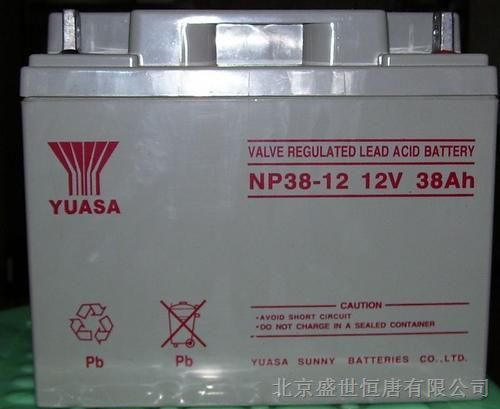 VALVE REGULATED LEAD ACID BATTERY
NP38-12 12V 38Ah
YUASA
CAUTION
• AVOID SHORT CIRCUIT
• DO NOT CHARGE IN A SEALED CONTAINER
Pb
Pb
YUASA SUNNY BATTERIES CO.,LTD.
北京盛世恒唐有限公司